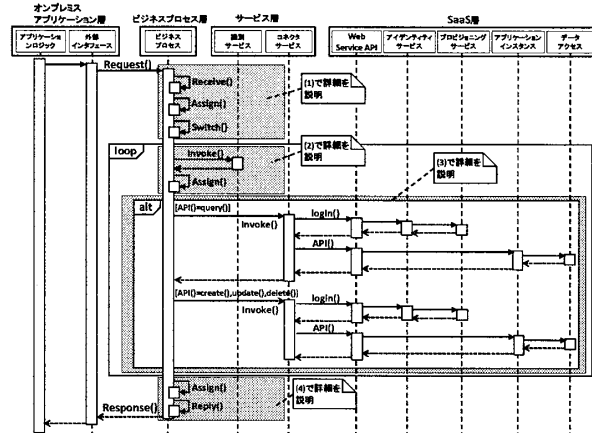 オンプレミス
アプリケーション層
ビジネスプロセス層
サービス層
SaaS層
アプリケーショ
ンロジック
外部
インタフェース
ビジネス
プロセス
識別
サービス
コネクタ
サービス
Web
Service API
アイデンティティ
サービス
プロビジョニング
サービス
アプリケーション
インスタンス
データ
アクセス
Request()
Receive()
(1)で詳細を
説明
Assign()
Switch()
loop
(2)で詳細を
説明
Invoke()
(3)で詳細を
説明
Assign()
alt
[API()=query()]
login()
Invoke()
API()
[API()=create(),update(),delete()]
login()
Invoke()
API()
Assign()
(4)で詳細を
説明
Response()
Reply()